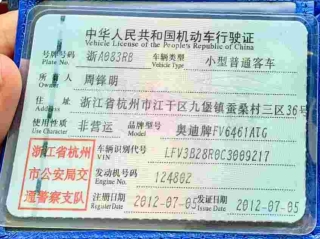 中华人民共和国机动车行驶证
Vehicle License of the People's Republic of China
号牌号码 浙A083RB 车辆类型 小型普通客车
Plate No. Vehicle Type
所有人 周锋明
Owner
住址 浙江省杭州市江干区九堡镇蚕桑村三区36号
Address
使用性质 非营运 品牌型号 奥迪牌FV6461ATG
Use Character Model
浙江省杭州
市公安局交
通警察支队
车辆识别代号 LFV3B28R0C3009217
VIN
发动机号码 124802
Engine No.
注册日期 2012-07-05 发证日期 2012-07-05
Register Date Issue Date